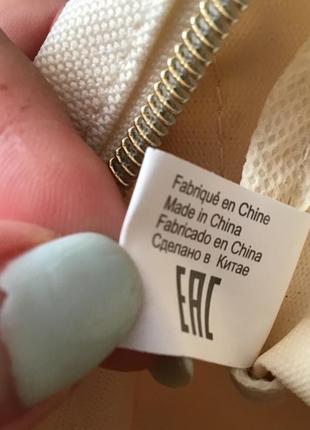 Fabriqué en Chine
Made in China
Fabricado en China
Сделано в Китае
EAC